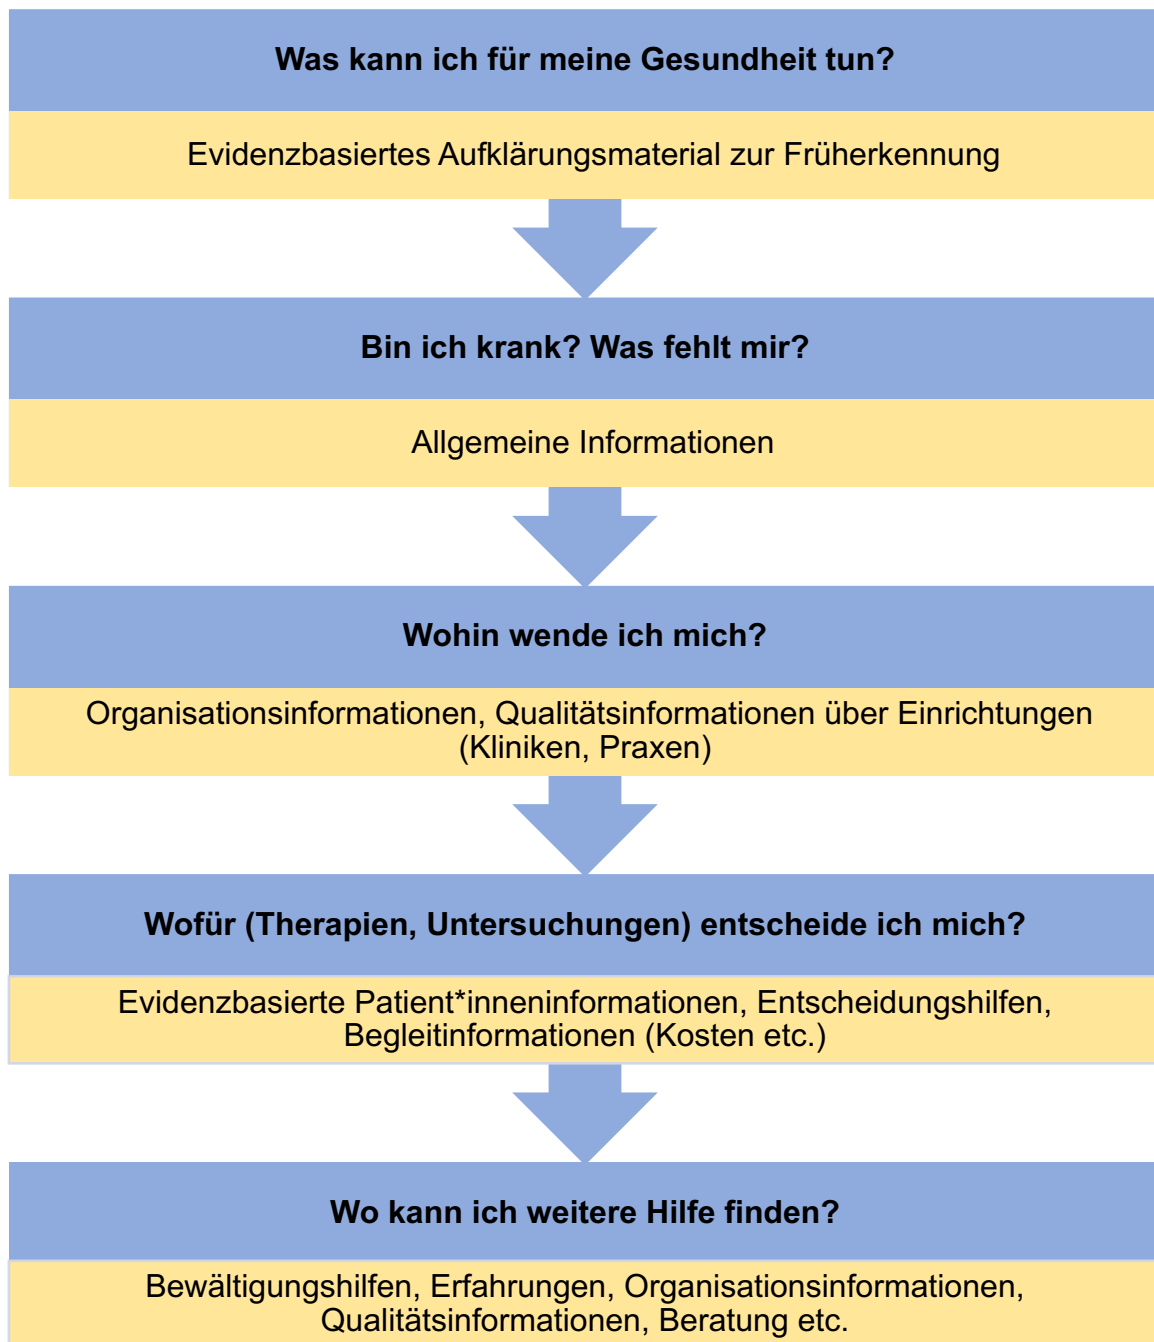 Was kann ich für meine Gesundheit tun?
Evidenzbasiertes Aufklärungsmaterial zur Früherkennung
Bin ich krank? Was fehlt mir?
Allgemeine Informationen
Wohin wende ich mich?
Organisationsinformationen, Qualitätsinformationen über Einrichtungen
(Kliniken, Praxen)
Wofür (Therapien, Untersuchungen) entscheide ich mich?
Evidenzbasierte Patient*inneninformationen, Entscheidungshilfen,
Begleitinformationen (Kosten etc.)
Wo kann ich weitere Hilfe finden?
Bewältigungshilfen, Erfahrungen, Organisationsinformationen,
Qualitätsinformationen, Beratung etc.